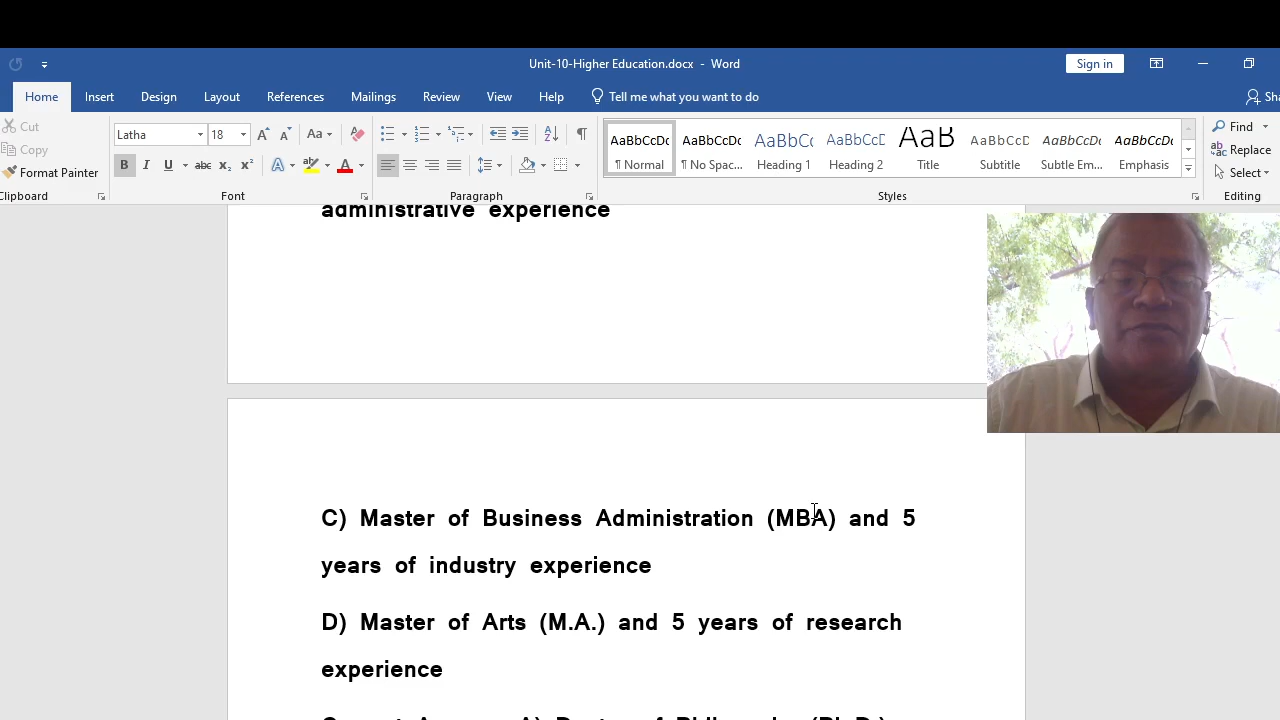 Unit-10-Higher Education.docx - Word
Sign in
Home Insert Design Layout References Mailings Review View Help Tell me what you want to do
Cut
Copy
Format Painter
Clipboard
Latha 18 Aa
B I U abc X₂ A A
Font
Paragraph
AaBbCcDc AaBbCcDc AaBbCc AaBbCcD AaB AaBbCcD AaBbCcDc AaBbCcDc
¶ Normal ¶ No Spac... Heading 1 Heading 2 Title Subtitle Subtle Em... Emphasis
Styles
Find
Replace
Select
Editing
administrative experience
C) Master of Business Administration (MBA) and 5
years of industry experience
D) Master of Arts (M.A.) and 5 years of research
experience